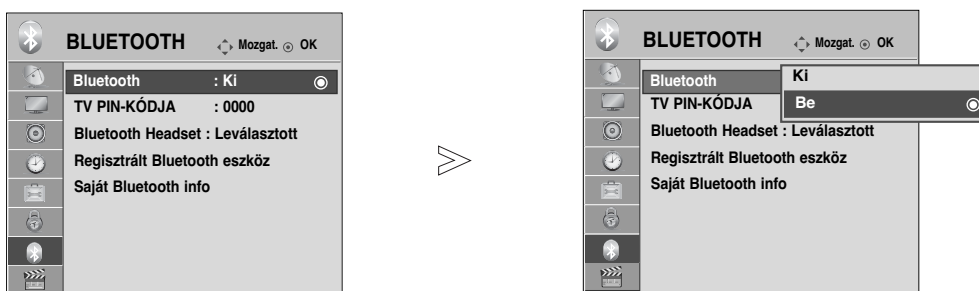 BLUETOOTH Mozgat. OK
Bluetooth : Ki
TV PIN-KÓDJA : 0000
Bluetooth Headset : Leválasztott
Regisztrált Bluetooth eszköz
Saját Bluetooth info
BLUETOOTH Mozgat. OK
Bluetooth Ki
TV PIN-KÓDJA Be
Bluetooth Headset : Leválasztott
Regisztrált Bluetooth eszköz
Saját Bluetooth info